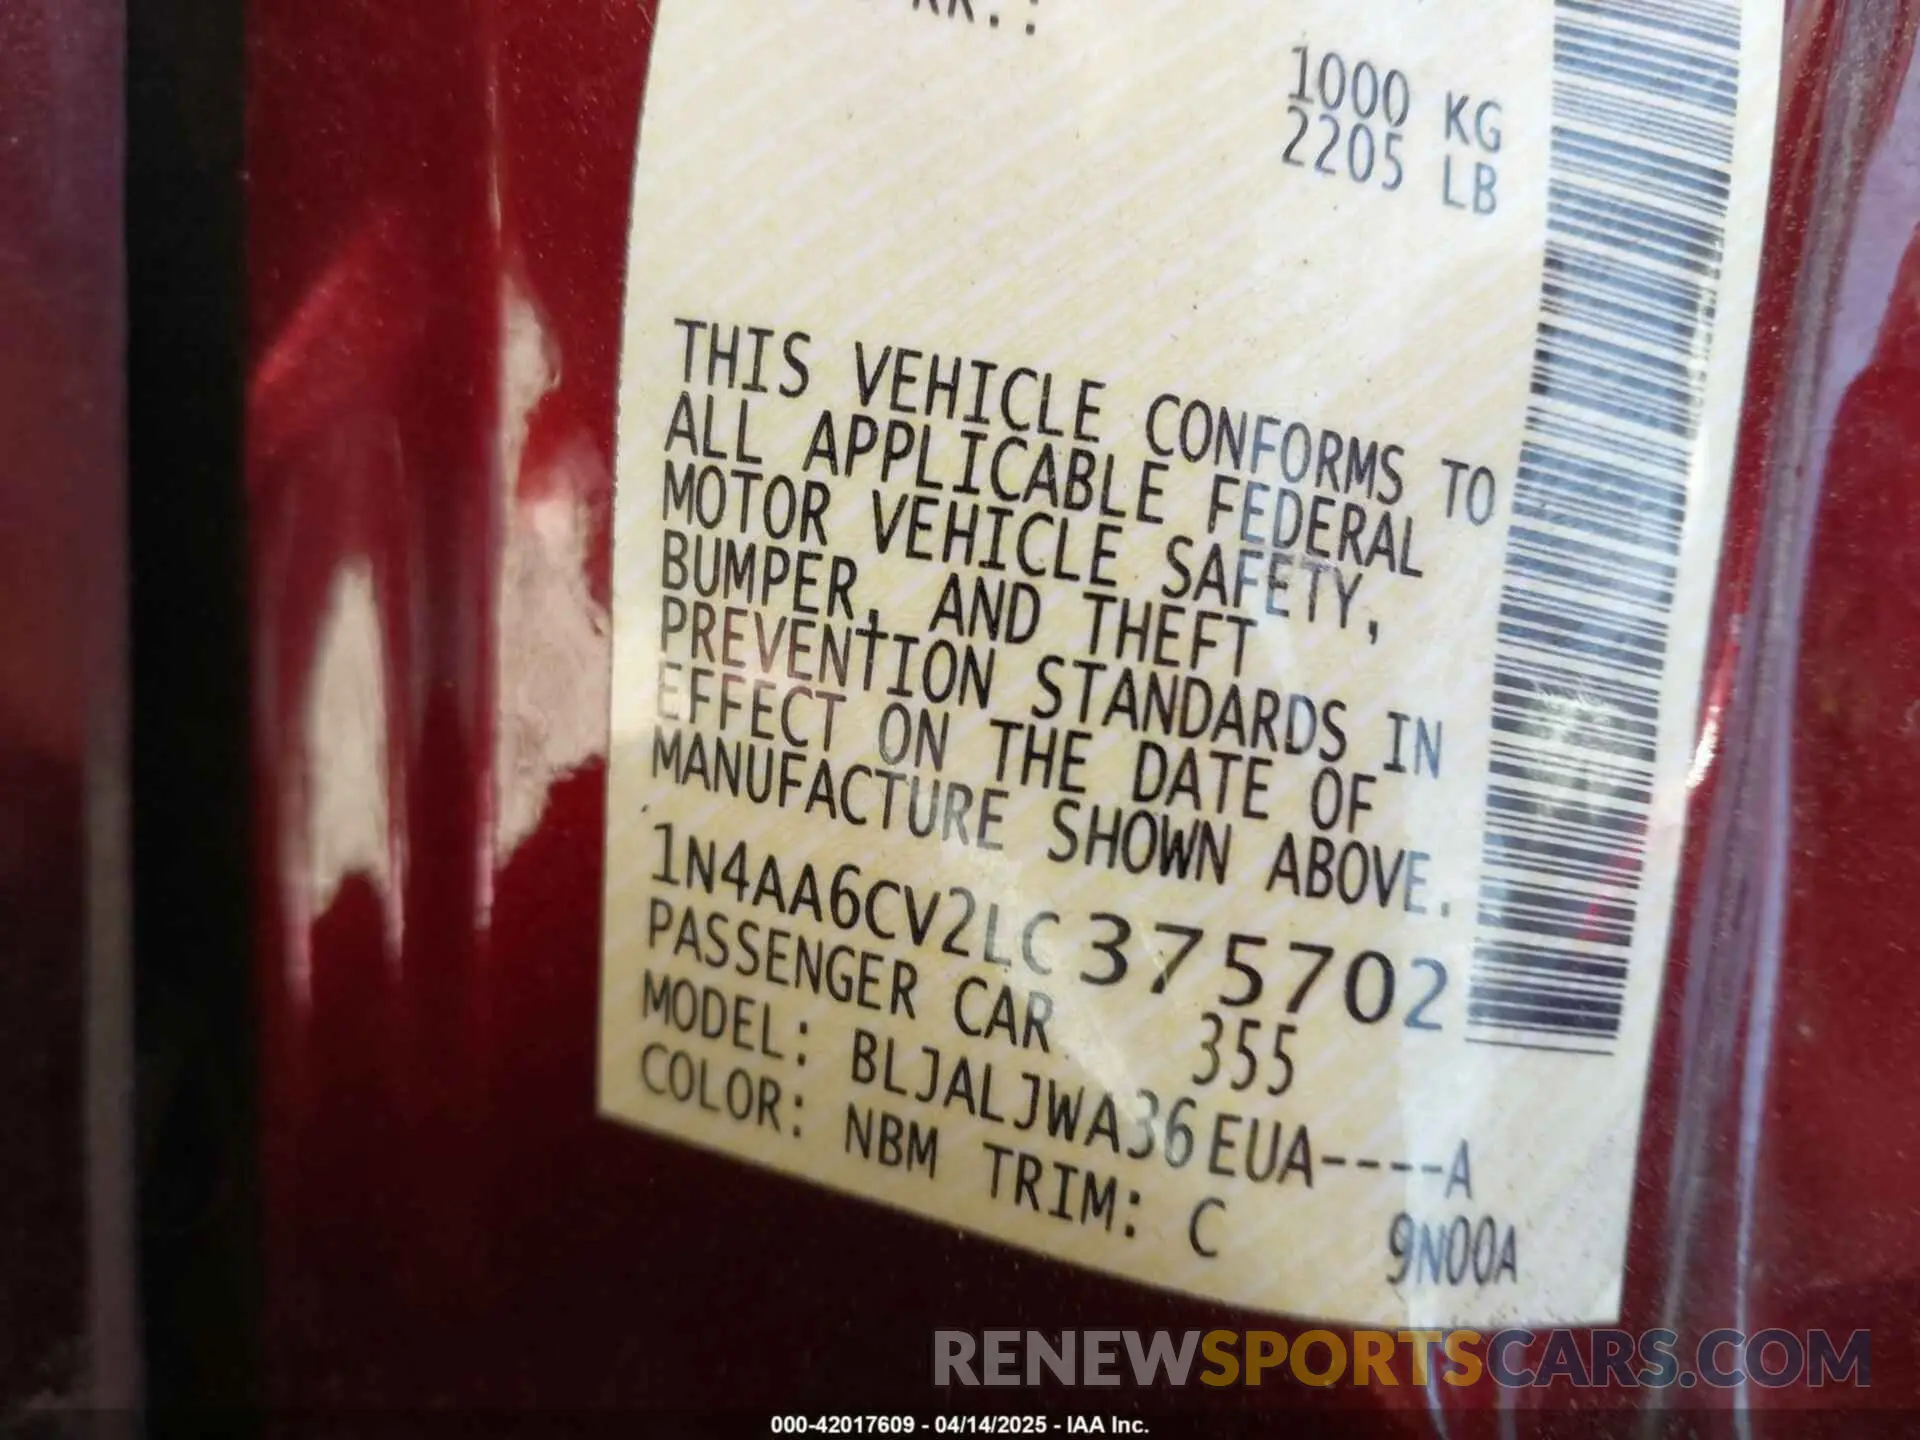 RR.:
1000 KG
2205 LB
THIS VEHICLE CONFORMS TO
ALL APPLICABLE FEDERAL
MOTOR VEHICLE SAFETY,
BUMPER, AND THEFT
PREVENTION STANDARDS IN
EFFECT ON THE DATE OF
MANUFACTURE SHOWN ABOVE.
1N4AA6CV2LC375702
PASSENGER CAR 355
MODEL: BLJALJWA36EUA----A
COLOR: NBM TRIM: C
9N00A
RENEWSPORTSCARS.COM
000-42017609 - 04/14/2025 - IAA Inc.